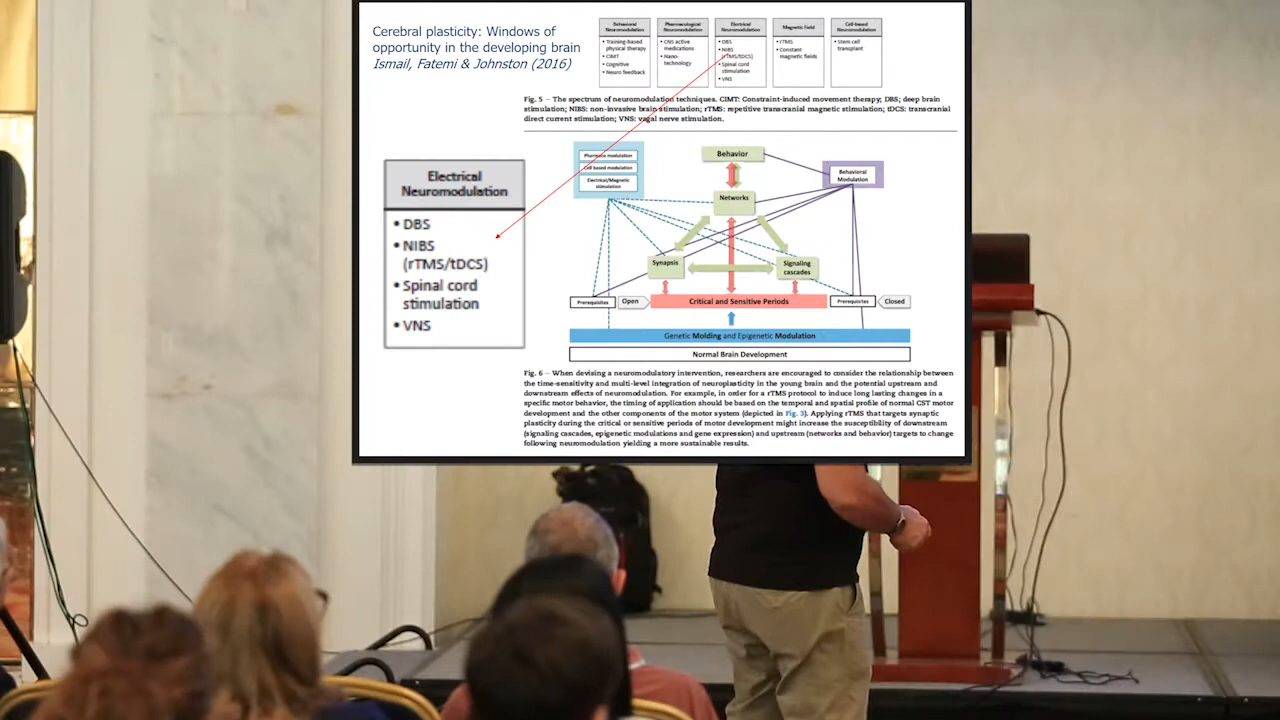 Cerebral plasticity: Windows of
opportunity in the developing brain
Ismail, Fatemi & Johnston (2016)
Behavioral
Neuromodulation
• Training-based
physical therapy
• CIMT
• Cognitive
• Neuro feedback
Pharmacological
Neuromodulation
• CNS active
medications
• Nano-
technology
Electrical
Neuromodulation
• DBS
• NIBS
(rTMS/tDCS)
• Spinal cord
stimulation
• VNS
Magnetic Field
• rTMS
• Constant
magnetic fields
Cell-based
Neuromodulation
• Stem cell
transplant
Fig. 5 – The spectrum of neuromodulation techniques. CIMT: Constraint-induced movement therapy; DBS; deep brain
stimulation; NIBS: non-invasive brain stimulation; rTMS: repetitive transcranial magnetic stimulation; tDCS: transcranial
direct current stimulation; VNS: vagal nerve stimulation.
Electrical
Neuromodulation
• DBS
• NIBS
(rTMS/tDCS)
• Spinal cord
stimulation
• VNS
Pharmaco modulation
Cell based modulation
Electrical/Magnetic
stimulation
Behavior
Behavioral
Modulation
Networks
Synapsis
Signaling
cascades
Prerequisites
Open
Critical and Sensitive Periods
Prerequisites
Closed
Genetic Molding and Epigenetic Modulation
Normal Brain Development
Fig. 6 – When devising a neuromodulatory intervention, researchers are encouraged to consider the relationship between
the time-sensitivity and multi-level integration of neuroplasticity in the young brain and the potential upstream and
downstream effects of neuromodulation. For example, in order for a rTMS protocol to induce long lasting changes in a
specific motor behavior, the timing of application should be based on the temporal and spatial profile of normal CST motor
development and the other components of the motor system (depicted in Fig. 3). Applying rTMS that targets synaptic
plasticity during the critical or sensitive periods of motor development might increase the susceptibility of downstream
(signaling cascades, epigenetic modulations and gene expression) and upstream (networks and behavior) targets to change
following neuromodulation yielding a more sustainable results.